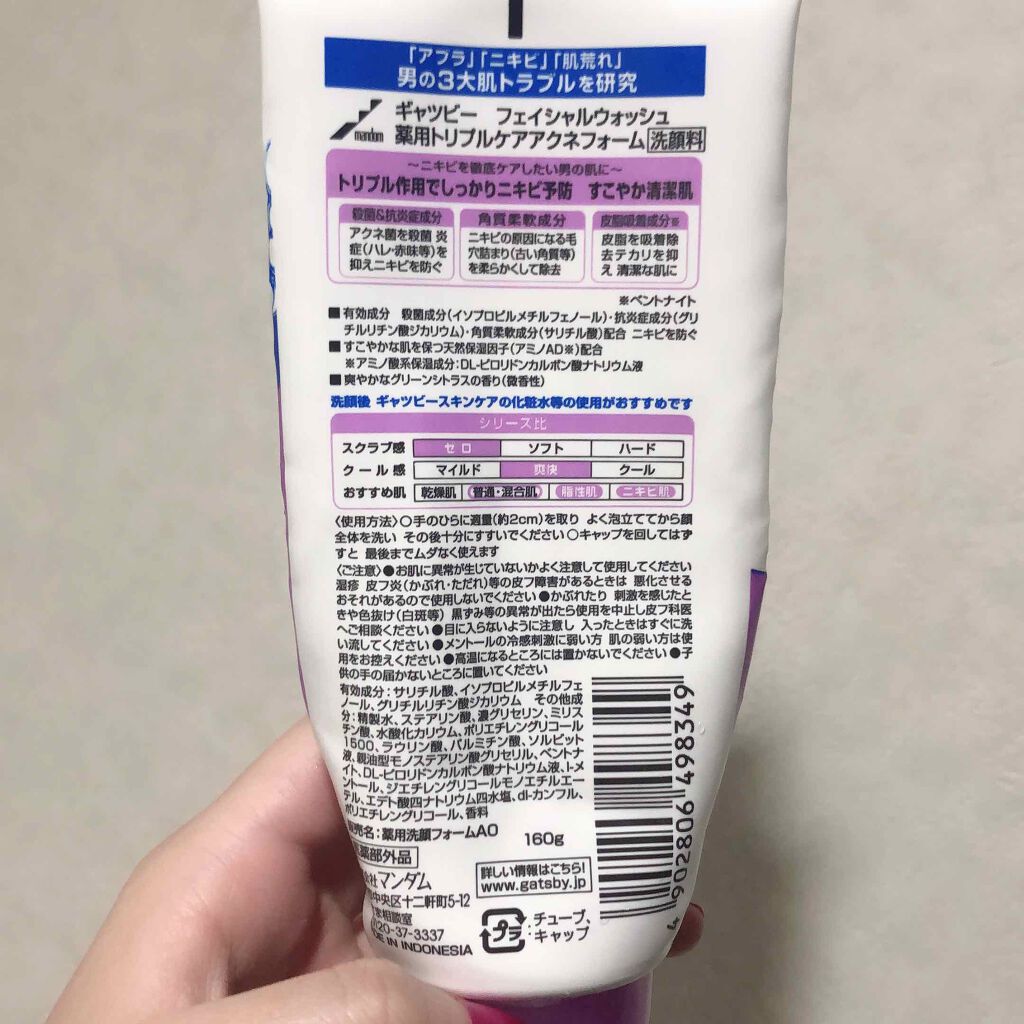 「アブラ」「ニキビ」「肌荒れ」
男の3大肌トラブルを研究
mandom
ギャツビー フェイシャルウォッシュ
薬用トリプルケアアクネフォーム 洗顔料
～ニキビを徹底ケアしたい男の肌に～
トリプル作用でしっかりニキビ予防 すこやか清潔肌
殺菌&抗炎症成分
アクネ菌を殺菌 炎
症(ハレ・赤味等)を
抑えニキビを防ぐ
角質柔軟成分
ニキビの原因になる毛
穴詰まり(古い角質等)
を柔らかくして除去
皮脂吸着成分※
皮脂を吸着除
去テカリを抑
え 清潔な肌に
※ベントナイト
■有効成分 殺菌成分(イソプロピルメチルフェノール)・抗炎症成分(グリ
チルリチン酸ジカリウム)・角質柔軟成分(サリチル酸)配合 ニキビを防ぐ
■すこやかな肌を保つ天然保湿因子(アミノAD※)配合
※アミノ酸系保湿成分:DL-ピロリドンカルボン酸ナトリウム液
■爽やかなグリーンシトラスの香り(微香性)
洗顔後 ギャツビースキンケアの化粧水等の使用がおすすめです
シリーズ比
スクラブ感 ゼロ ソフト ハード
クール感 マイルド 爽快 クール
おすすめ肌 乾燥肌 普通・混合肌 脂性肌 ニキビ肌
〈使用方法〉○手のひらに適量(約2cm)を取り よく泡立ててから顔
全体を洗い その後十分にすすいでください ○キャップを回してはず
すと 最後までムダなく使えます
〈ご注意〉●お肌に異常が生じていないかよく注意して使用してください
湿疹 皮フ炎(かぶれ・ただれ)等の皮フ障害があるときは 悪化させる
おそれがあるので使用しないでください ●かぶれたり 刺激を感じたと
きや色抜け(白斑等) 黒ずみ等の異常が出たら使用を中止し皮フ科医
へご相談ください ●目に入らないように注意し 入ったときはすぐに洗
い流してください ●メントールの冷感刺激に弱い方 肌の弱い方は使
用をお控えください ●高温になるところには置かないでください ●子
供の手の届かないところに置いてください
有効成分:サリチル酸、イソプロピルメチルフェ
ノール、グリチルリチン酸ジカリウム その他成
分:精製水、ステアリン酸、濃グリセリン、ミリス
チン酸、水酸化カリウム、ポリエチレングリコール
1500、ラウリン酸、パルミチン酸、ソルビット
液、親油型モノステアリン酸グリセリル、ベントナ
イト、DL-ピロリドンカルボン酸ナトリウム液、l-メ
ントール、ジエチレングリコールモノエチルエー
テル、エデト酸四ナトリウム四水塩、dl-カンフル、
ポリエチレングリコール、香料
売名:薬用洗顔フォームAO
160g
薬部外品
会社 マンダム
中央区十二軒町5-12
相談室
20-37-3337
DE IN INDONESIA
詳しい情報はこちら!
www.gatsby.jp
プラ
チューブ、
キャップ
4902806498349